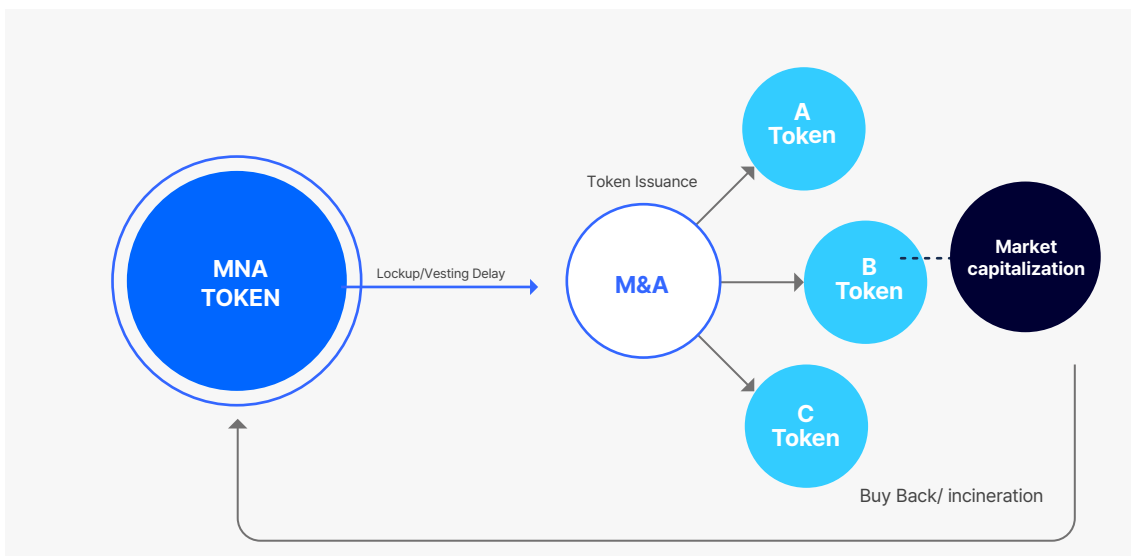 A
Token
Token Issuance
MNA
TOKEN
Lockup/Vesting Delay
M&A
B
Token
Market
capitalization
C
Token
Buy Back/ incineration